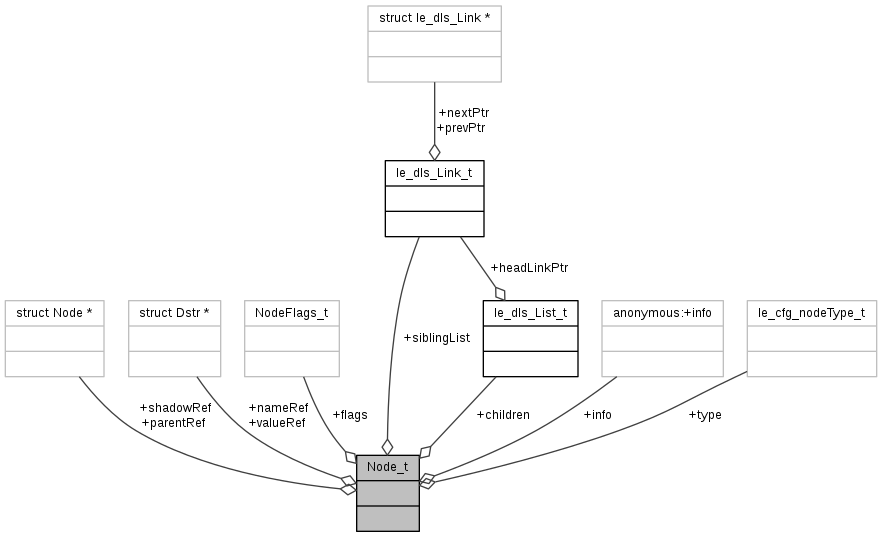 struct le_dls_Link *
+nextPtr
+prevPtr
le_dls_Link_t
+headLinkPtr
struct Node *
struct Dstr *
NodeFlags_t
le_dls_List_t
anonymous:+info
le_cfg_nodeType_t
+siblingList
+shadowRef
+parentRef
+nameRef
+valueRef
+flags
+children
+info
+type
Node_t